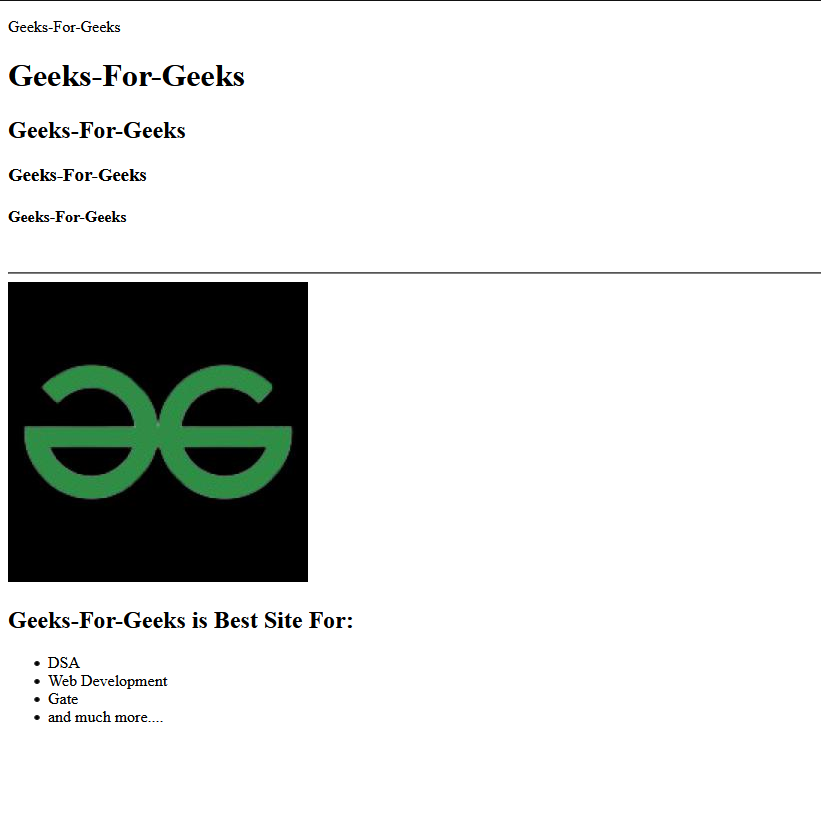 Geeks-For-Geeks
Geeks-For-Geeks
Geeks-For-Geeks
Geeks-For-Geeks
Geeks-For-Geeks
Geeks-For-Geeks is Best Site For:
DSA
Web Development
Gate
and much more....